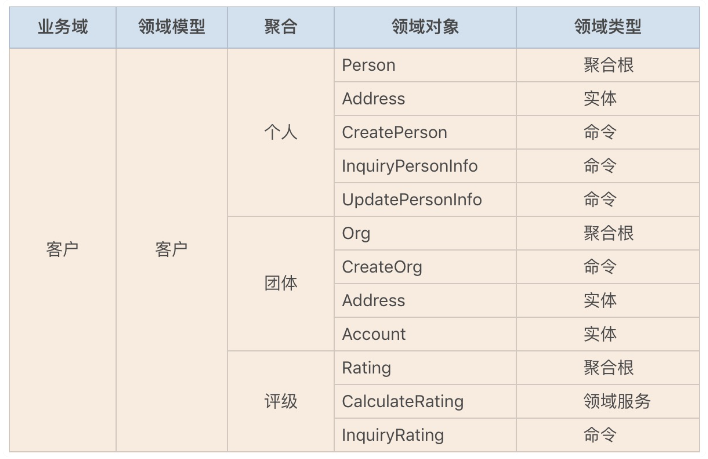 业务域 领域模型 聚合 领域对象 领域类型
客户 客户 个人 Person 聚合根
Address 实体
CreatePerson 命令
InquiryPersonInfo 命令
UpdatePersonInfo 命令
团体 Org 聚合根
CreateOrg 命令
Address 实体
Account 实体
评级 Rating 聚合根
CalculateRating 领域服务
InquiryRating 命令